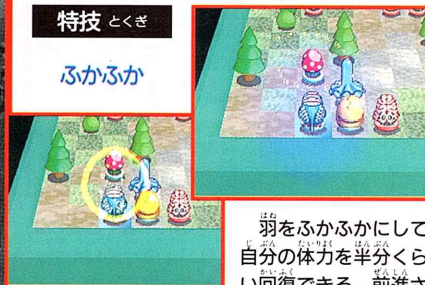 特技 とくぎ
ふかふか
羽をふかふかにして
自分の体力を半分くら
い回復できる。前進さ